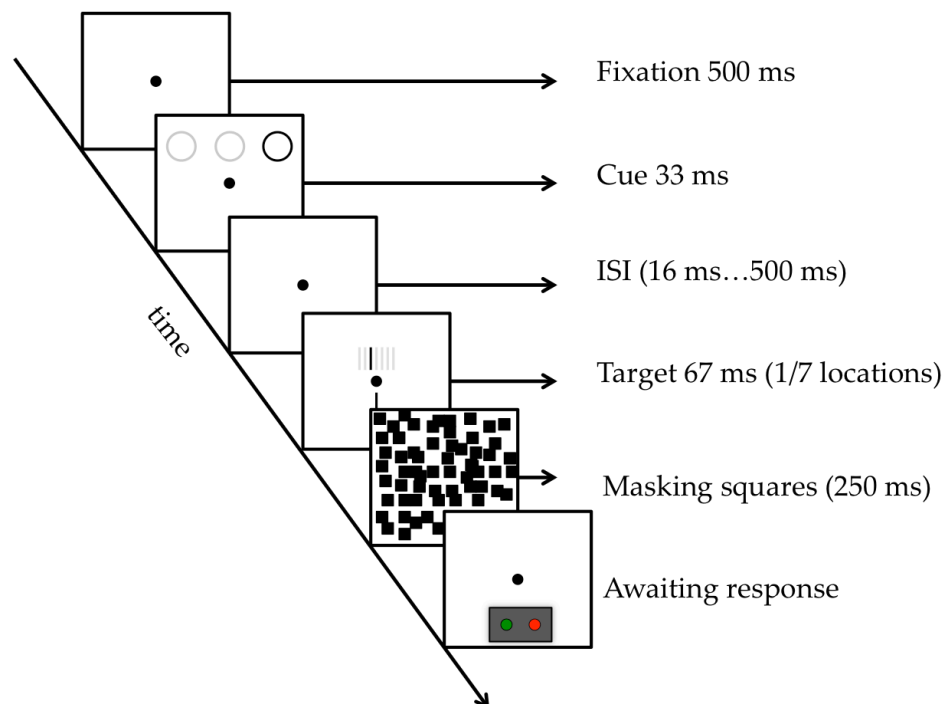 Fixation 500 ms
Cue 33 ms
ISI (16 ms...500 ms)
time
Target 67 ms (1/7 locations)
Masking squares (250 ms)
Awaiting response